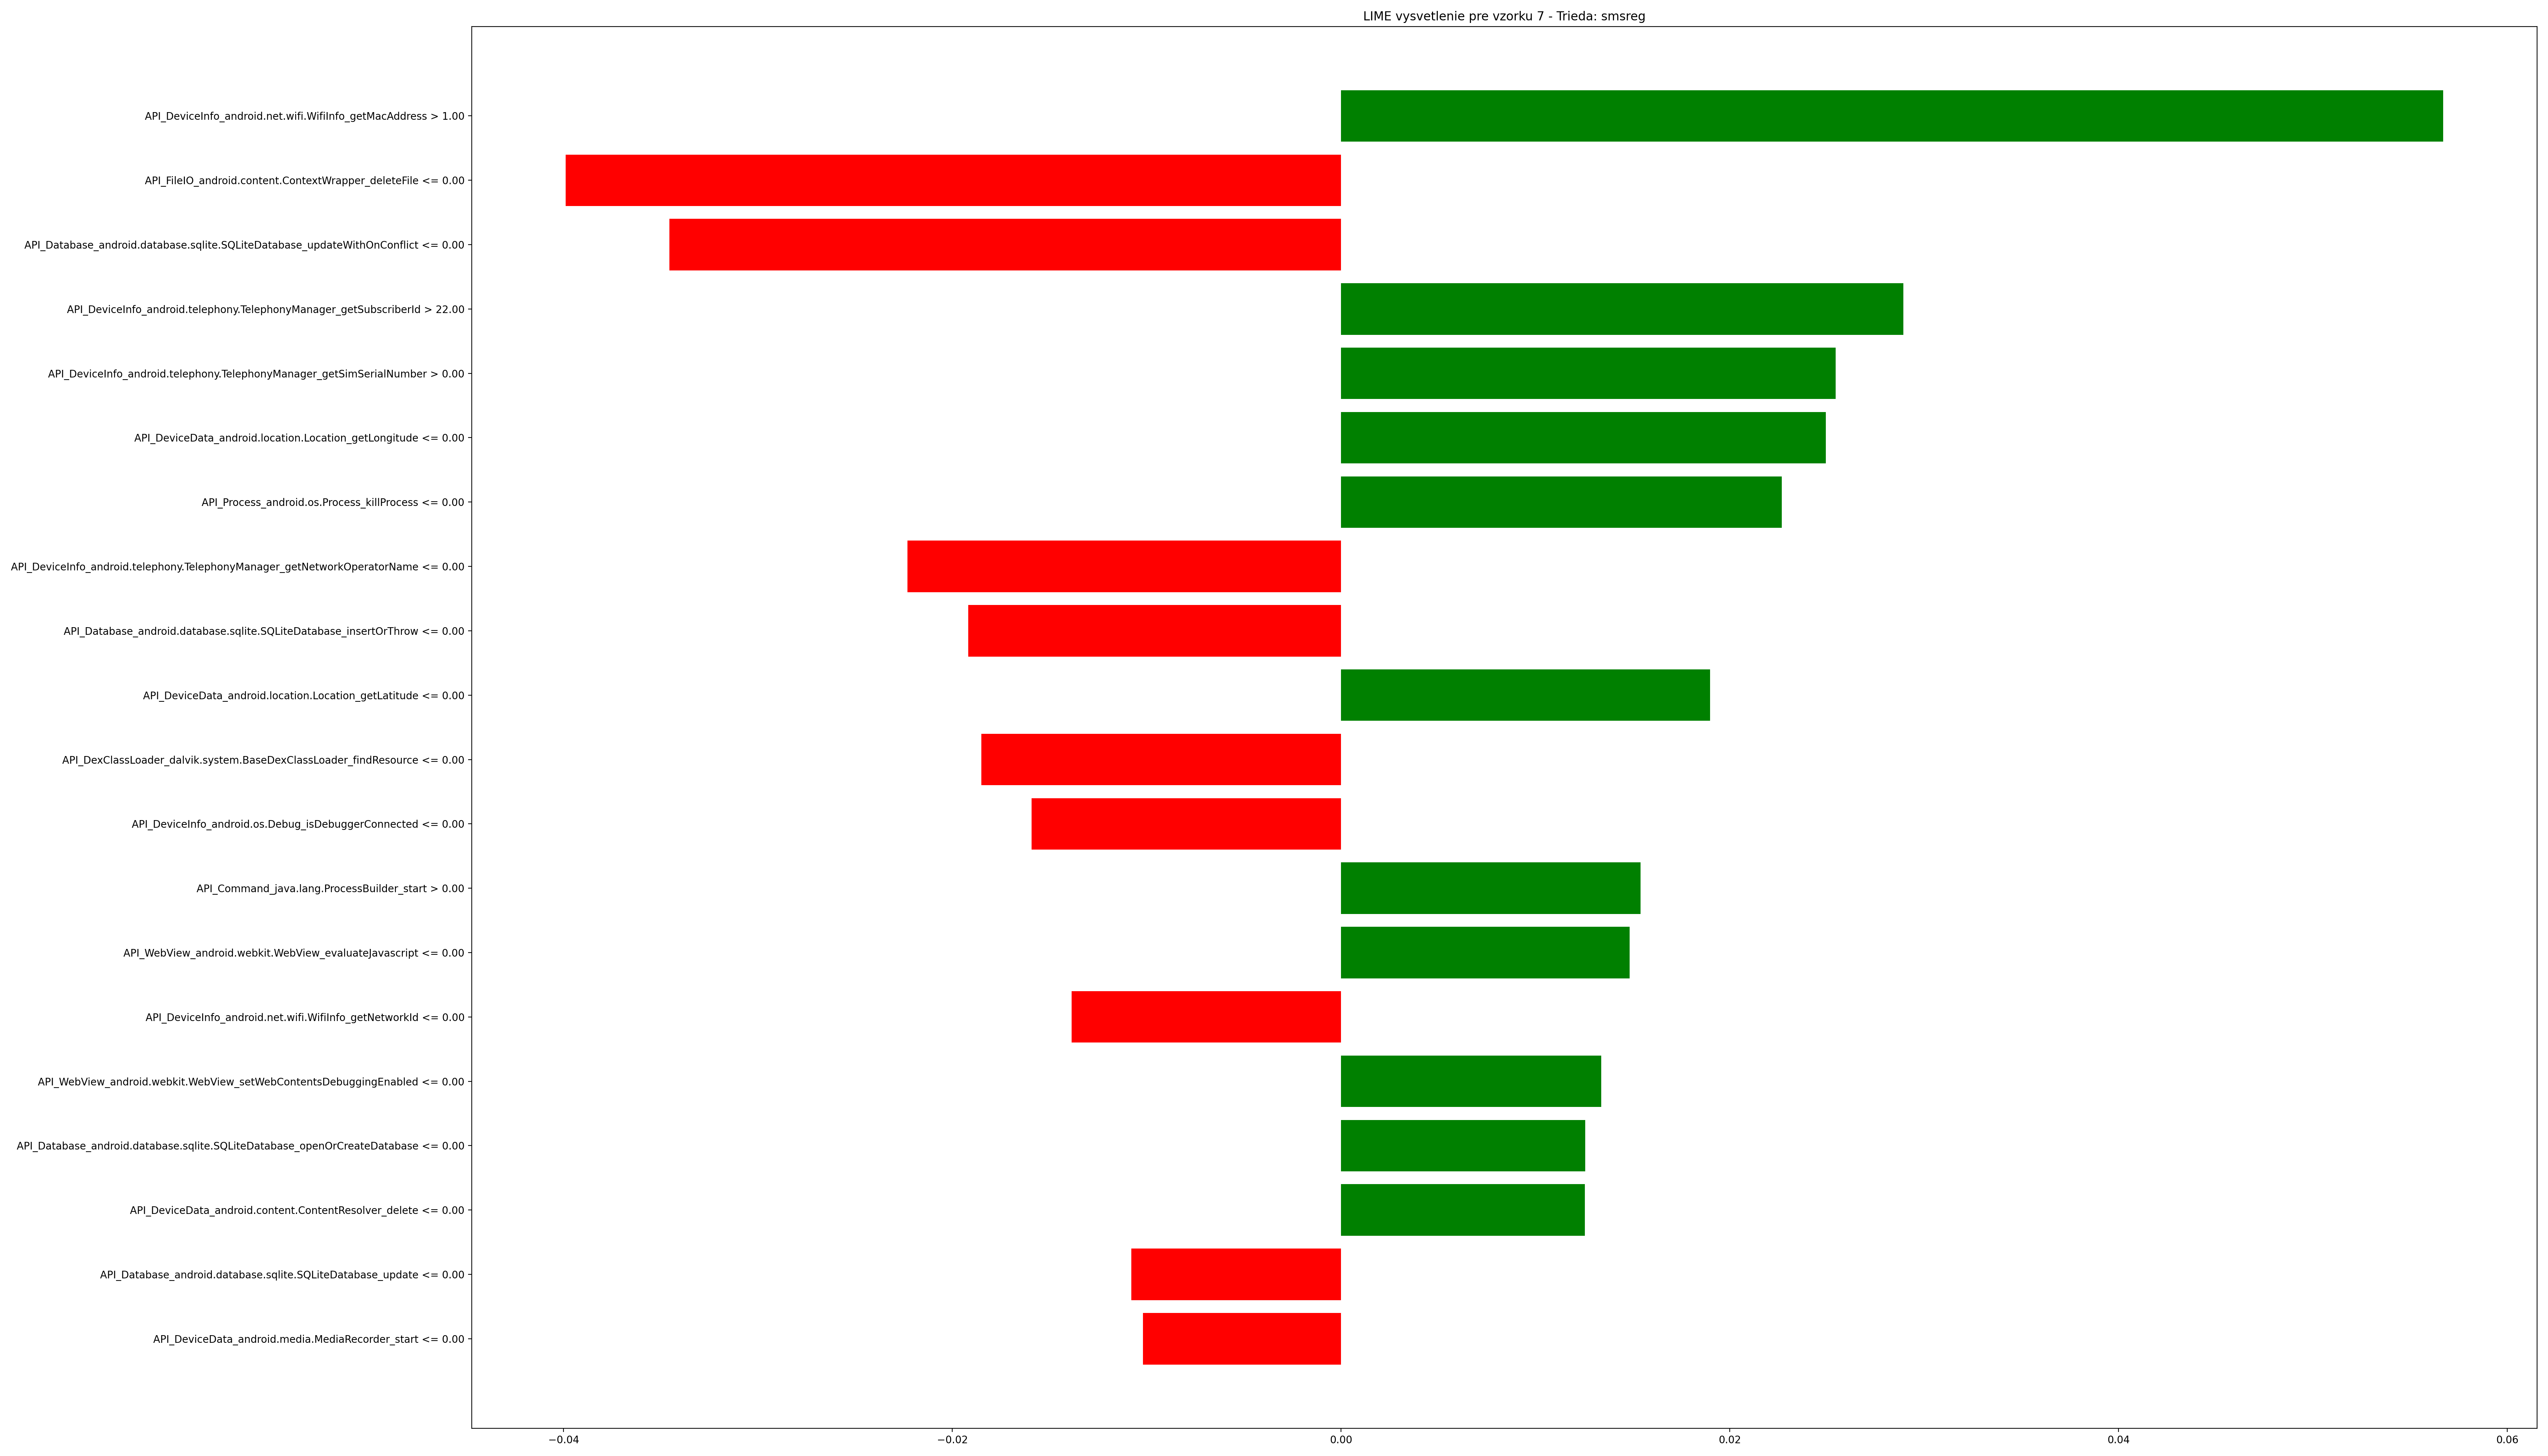 LIME vysvetlenie pre vzorku 7 - Trieda: smsreg
API_DeviceInfo_android.net.wifi.WifiInfo_getMacAddress > 1.00
API_FileIO_android.content.ContextWrapper_deleteFile <= 0.00
API_Database_android.database.sqlite.SQLiteDatabase_updateWithOnConflict <= 0.00
API_DeviceInfo_android.telephony.TelephonyManager_getSubscriberId > 22.00
API_DeviceInfo_android.telephony.TelephonyManager_getSimSerialNumber > 0.00
API_DeviceData_android.location.Location_getLongitude <= 0.00
API_Process_android.os.Process_killProcess <= 0.00
API_DeviceInfo_android.telephony.TelephonyManager_getNetworkOperatorName <= 0.00
API_Database_android.database.sqlite.SQLiteDatabase_insertOrThrow <= 0.00
API_DeviceData_android.location.Location_getLatitude <= 0.00
API_DexClassLoader_dalvik.system.BaseDexClassLoader_findResource <= 0.00
API_DeviceInfo_android.os.Debug_isDebuggerConnected <= 0.00
API_Command_java.lang.ProcessBuilder_start > 0.00
API_WebView_android.webkit.WebView_evaluateJavascript <= 0.00
API_DeviceInfo_android.net.wifi.WifiInfo_getNetworkId <= 0.00
API_WebView_android.webkit.WebView_setWebContentsDebuggingEnabled <= 0.00
API_Database_android.database.sqlite.SQLiteDatabase_openOrCreateDatabase <= 0.00
API_DeviceData_android.content.ContentResolver_delete <= 0.00
API_Database_android.database.sqlite.SQLiteDatabase_update <= 0.00
API_DeviceData_android.media.MediaRecorder_start <= 0.00
−0.04 −0.02 0.00 0.02 0.04 0.06